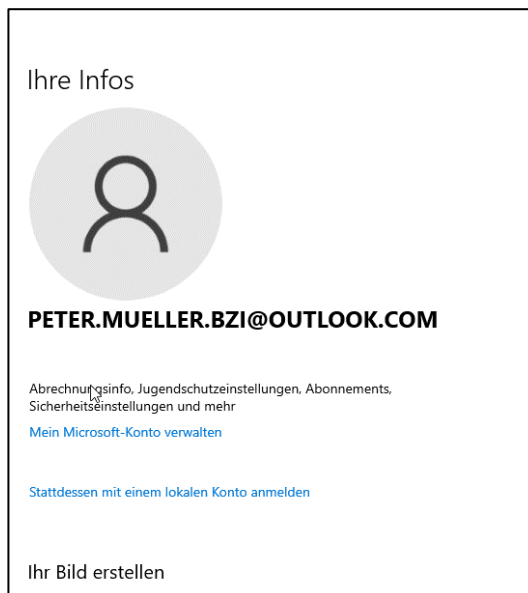 Ihre Infos
PETER.MUELLER.BZI@OUTLOOK.COM
Abrechnungsinfo, Jugendschutzeinstellungen, Abonnements,
Sicherheitseinstellungen und mehr
Mein Microsoft-Konto verwalten
Stattdessen mit einem lokalen Konto anmelden
Ihr Bild erstellen